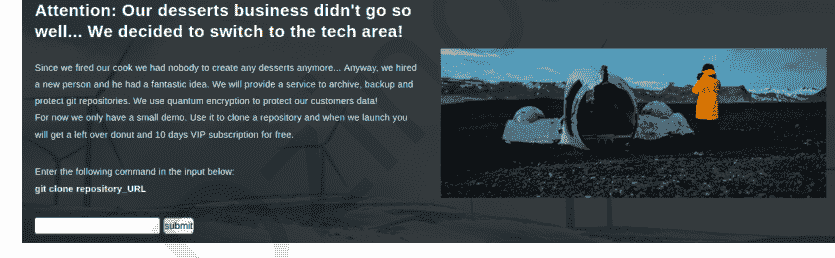 Attention: Our desserts business didn't go so
well... We decided to switch to the tech area!
Since we fired our cook we had nobody to create any desserts anymore... Anyway, we hired
a new person and he had a fantastic idea. We will provide a service to archive, backup and
protect git repositories. We use quantum encryption to protect our customers data!
For now we only have a small demo. Use it to clone a repository and when we launch you
will get a left over donut and 10 days VIP subscription for free.
Enter the following command in the input below:
git clone repository_URL
submit